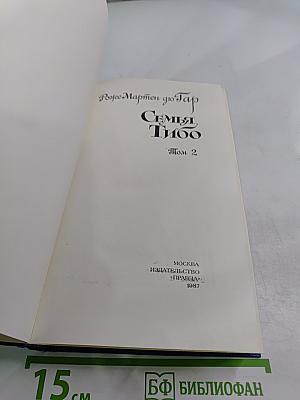 Роже Мартен дю Гар
Семья
Тибо
Том 2
МОСКВА
ИЗДАТЕЛЬСТВО
«ПРАВДА»
1987
15 см
БФ БИБЛИОФАН